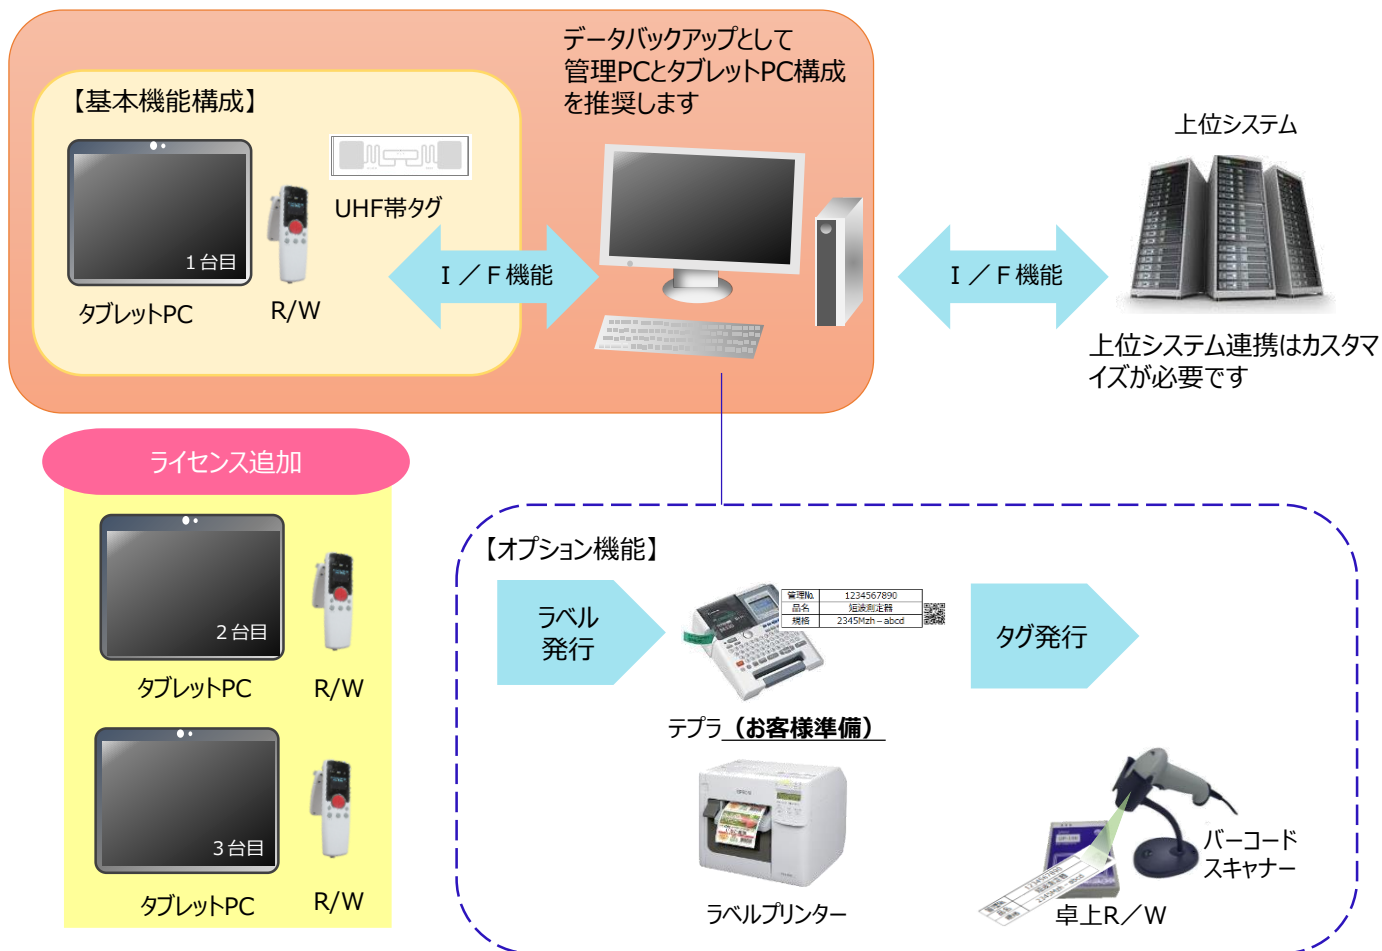 データバックアップとして
管理PCとタブレットPC構成
を推奨します
【基本機能構成】
UHF帯タグ
1台目
タブレットPC
R/W
I／F機能
I／F機能
上位システム
上位システム連携はカスタマ
イズが必要です
ライセンス追加
2台目
タブレットPC
R/W
3台目
タブレットPC
R/W
【オプション機能】
ラベル
発行
管理No. 1234567890
品名 短波測定器
規格 2345Mzh－abcd
テプラ（お客様準備）
ラベルプリンター
タグ発行
バーコード
スキャナー
1234567890
短波測定器
2345Mzh－abcd
卓上R／W